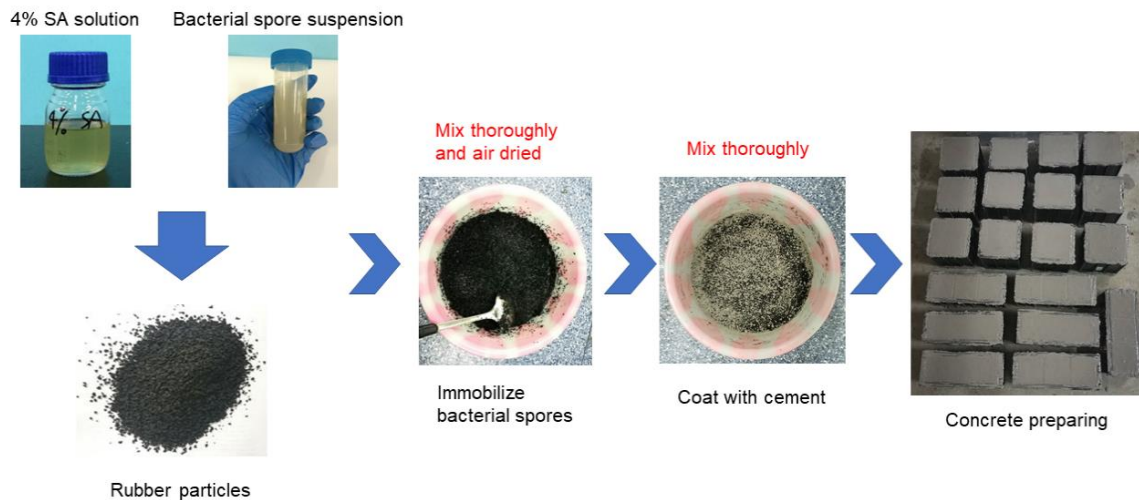 4% SA solution
Bacterial spore suspension
4% SA
Mix thoroughly
and air dried
Mix thoroughly
Immobilize
bacterial spores
Coat with cement
Concrete preparing
Rubber particles